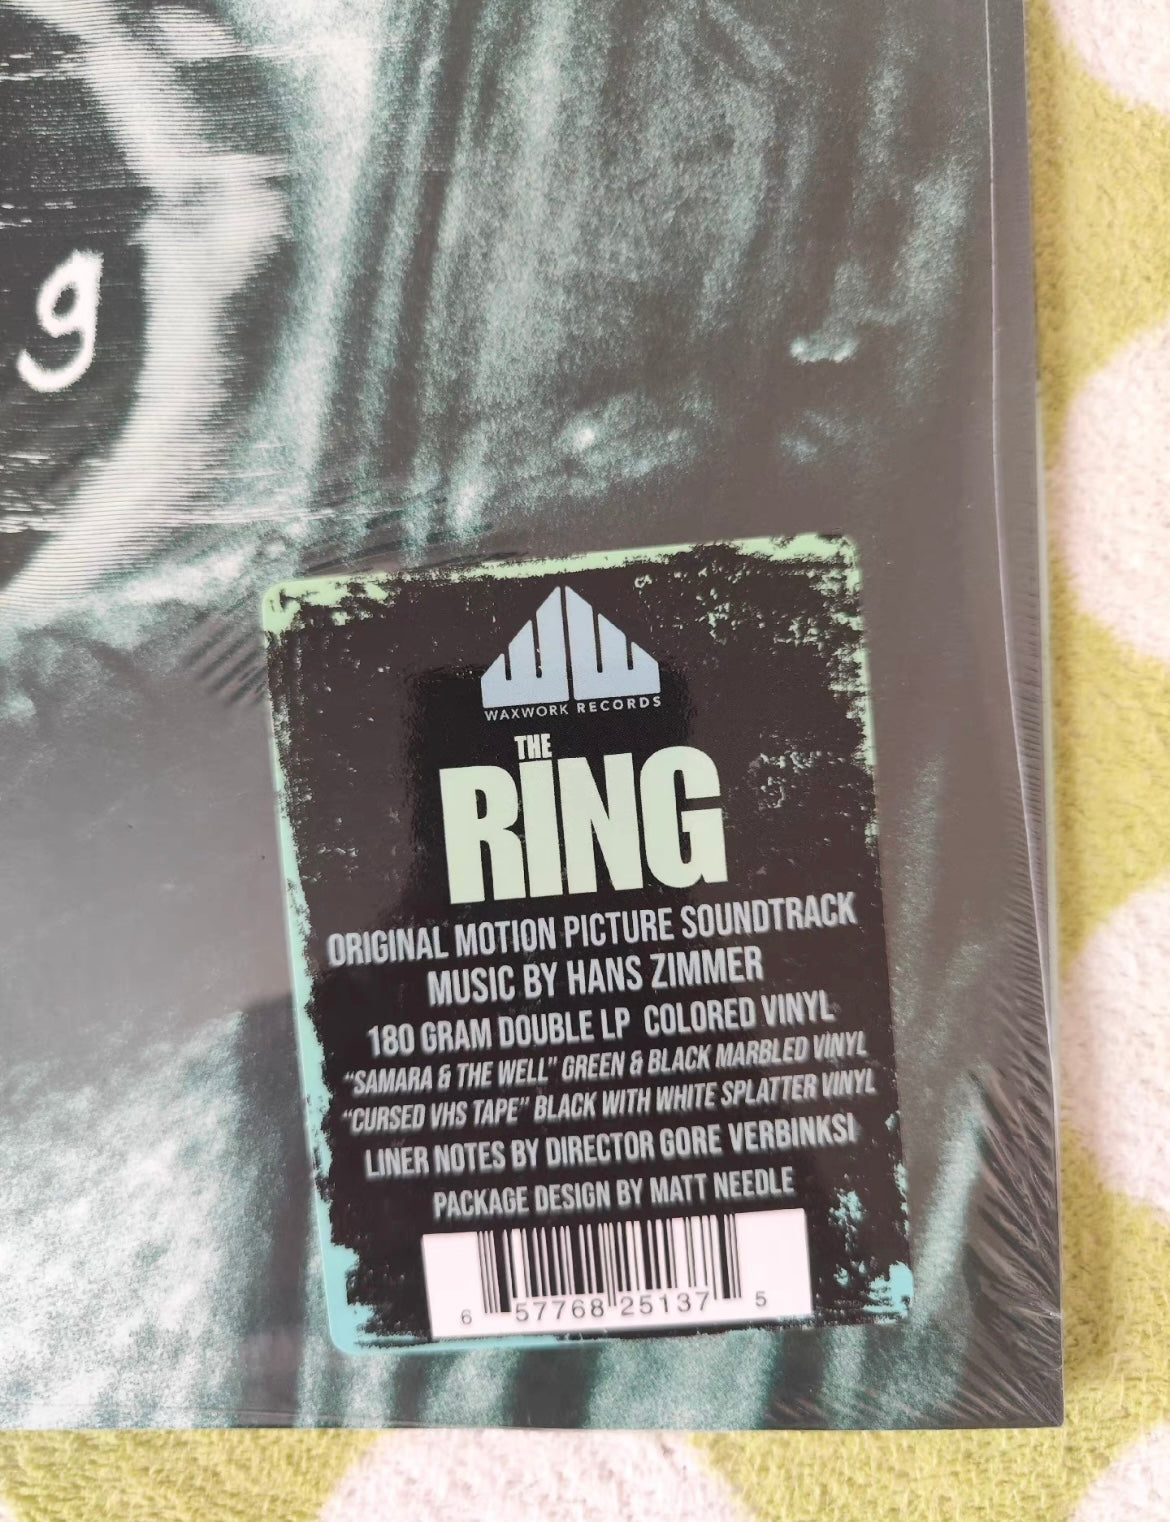 g
WAXWORK RECORDS
THE
RING
ORIGINAL MOTION PICTURE SOUNDTRACK
MUSIC BY HANS ZIMMER
180 GRAM DOUBLE LP COLORED VINYL
"SAMARA & THE WELL" GREEN & BLACK MARBLED VINYL
"CURSED VHS TAPE" BLACK WITH WHITE SPLATTER VINYL
LINER NOTES BY DIRECTOR GORE VERBINKSI
PACKAGE DESIGN BY MATT NEEDLE
6 57768 25137 5